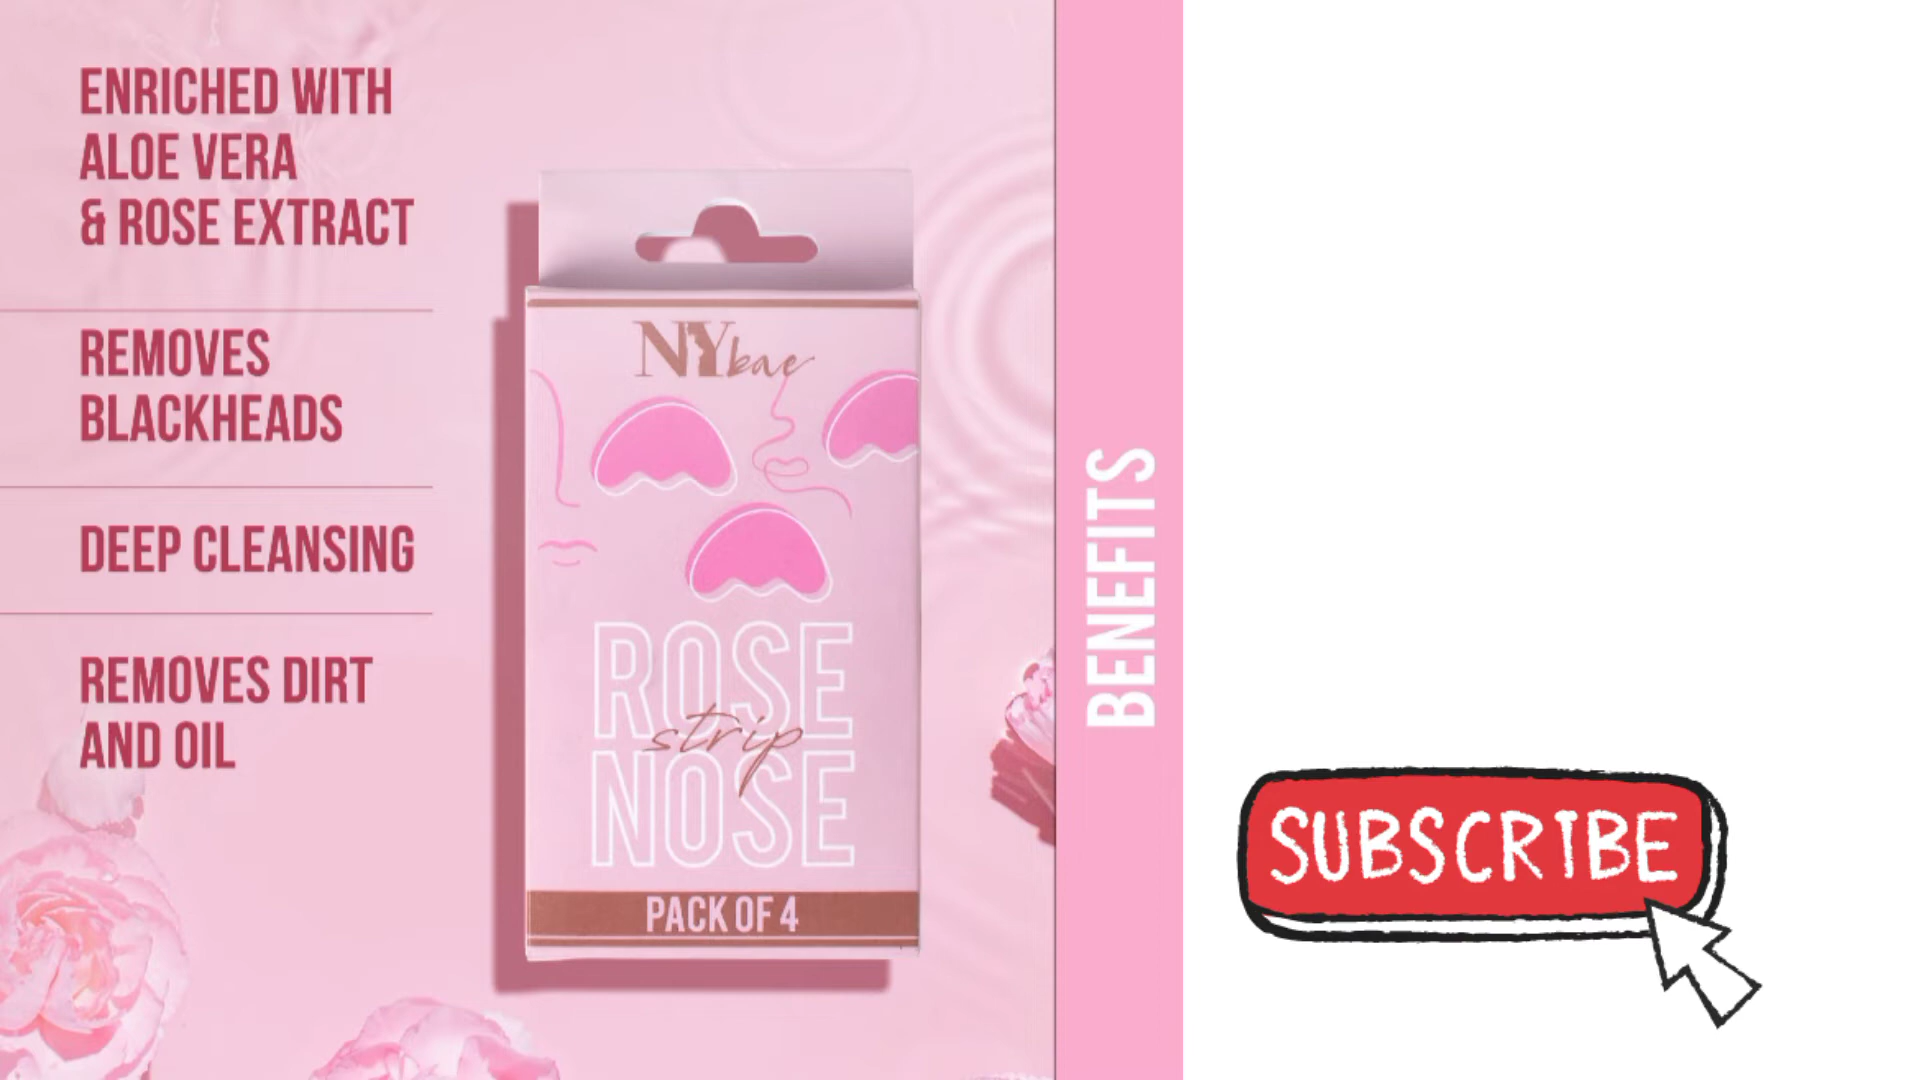 ENRICHED WITH
ALOE VERA
& ROSE EXTRACT
REMOVES
BLACKHEADS
DEEP CLEANSING
REMOVES DIRT
AND OIL
NYbae
ROSE
strip
NOSE
PACK OF 4
BENEFITS
SUBSCRIBE